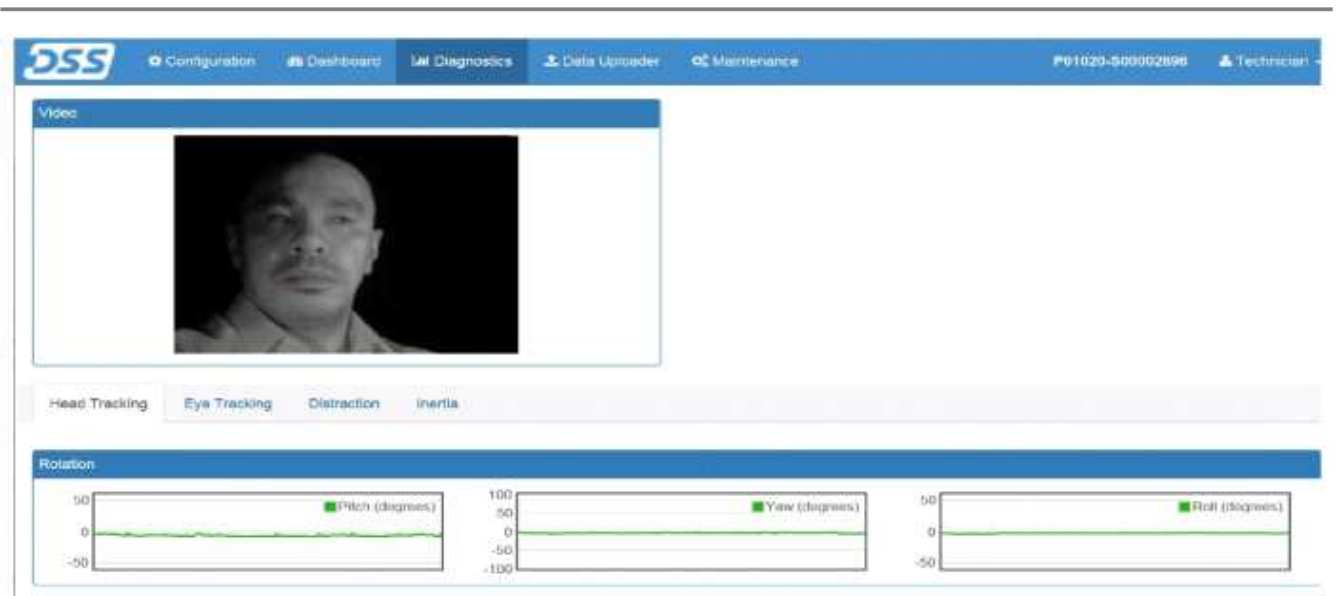 DSS Configuration Dashboard Diagnostics Data Uploader Maintenance P01020-S00002896 Technician
Video
Head Tracking Eye Tracking Distraction Inertia
Rotation
50 Pitch (degrees) 100 Yaw (degrees) 50 Roll (degrees)
50
0 0 0
-50
-50 -100 -50